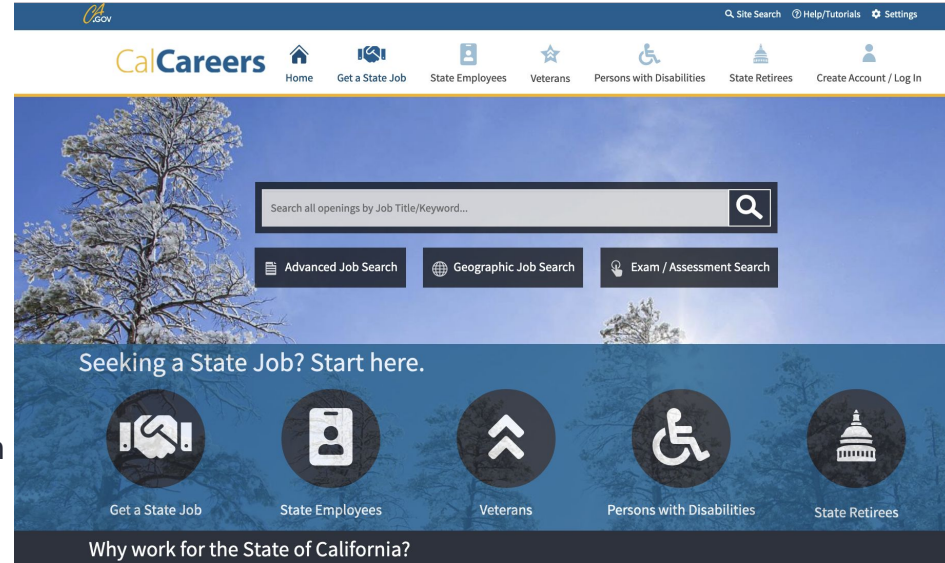 CA.GOV
Site Search Help/Tutorials Settings
CalCareers
Home Get a State Job State Employees Veterans Persons with Disabilities State Retirees Create Account / Log In
Search all openings by Job Title/Keyword...
Advanced Job Search Geographic Job Search Exam / Assessment Search
Seeking a State Job? Start here.
Get a State Job State Employees Veterans Persons with Disabilities State Retirees
Why work for the State of California?